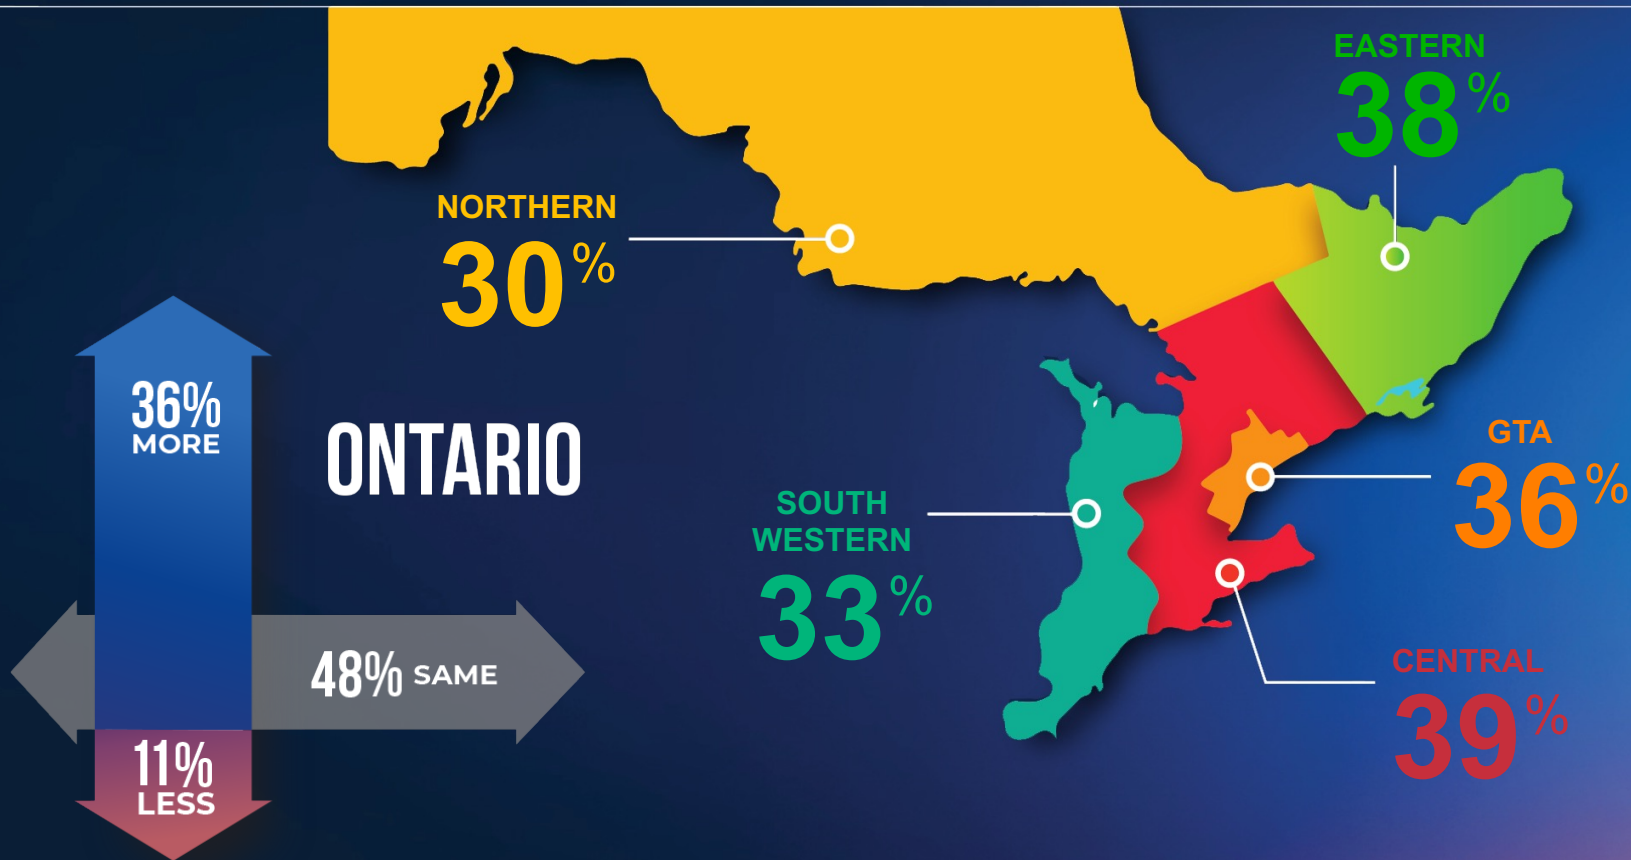 EASTERN
38%
NORTHERN
30%
36%
MORE
ONTARIO
GTA
36%
SOUTH
WESTERN
33%
48% SAME
CENTRAL
39%
11%
LESS